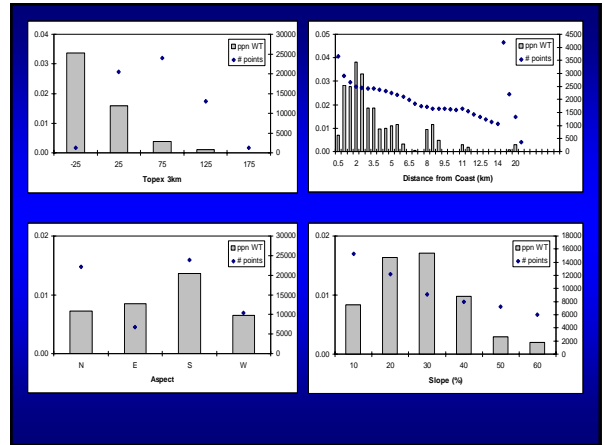 0.04 30000
ppn WT
# points
0.03 25000
20000
0.02 15000
0.01 10000
5000
0.00 0
-25 25 75 125 175
Topex 3km
0.05 4500
ppn WT
# points
4000
0.04 3500
0.03 3000
2500
0.02 2000
1500
0.01 1000
500
0.00 0
0.5 2 3.5 5 6.5 8 9.5 11 12.5 14 20
Distance from Coast (km)
0.02 30000
ppn WT
# points
25000
20000
0.01 15000
10000
5000
0.00 0
N E S W
Aspect
0.02 18000
ppn WT
# points
16000
14000
12000
0.01 10000
8000
6000
4000
2000
0.00 0
10 20 30 40 50 60
Slope (%)